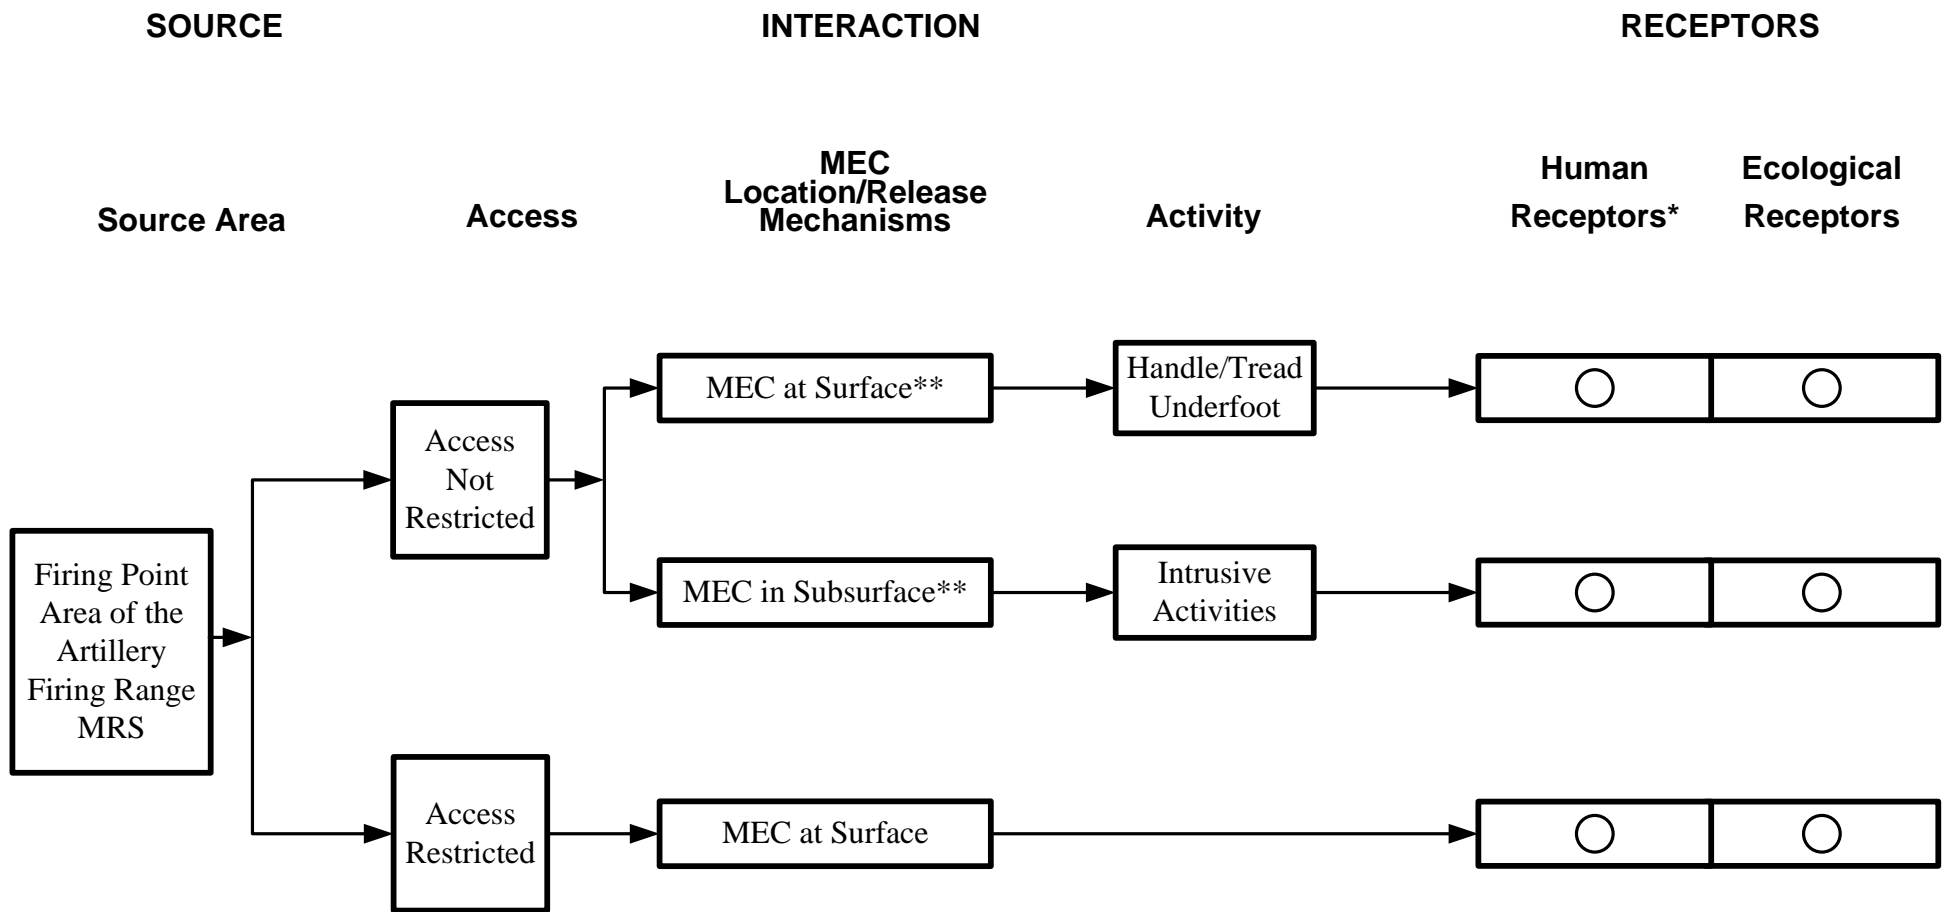 SOURCE
INTERACTION
RECEPTORS
Source Area
Access
MEC
Location/Release
Mechanisms
Activity
Human
Receptors*
Ecological
Receptors
Firing Point
Area of the
Artillery
Firing Range
MRS
Access
Not
Restricted
MEC at Surface**
Handle/Tread
Underfoot
MEC in Subsurface**
Intrusive
Activities
Access
Restricted
MEC at Surface